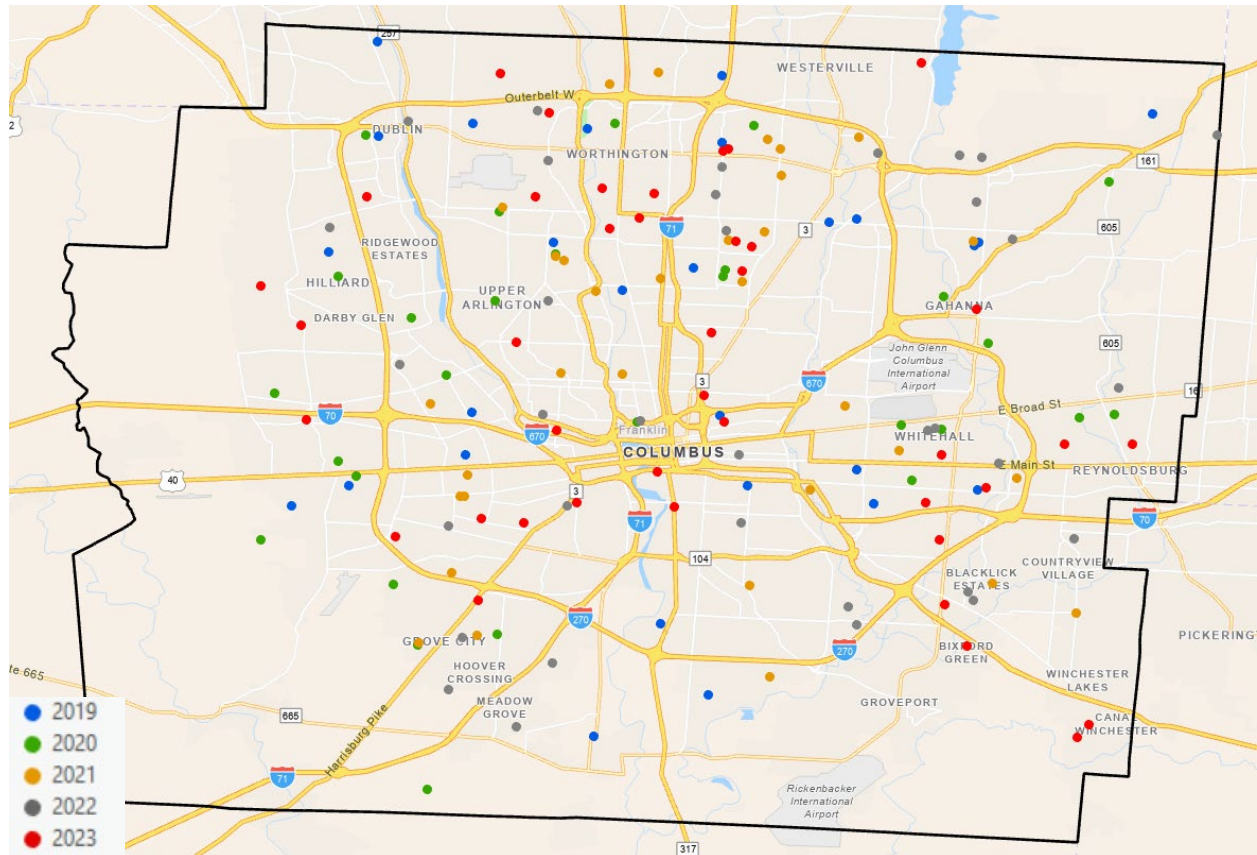 257
WESTERVILLE
Outerbelt W
2
DUBLIN
WORTHINGTON
161
71
3
605
RIDGEWOOD
ESTATES
HILLIARD
UPPER
ARLINGTON
GAHANNA
DARBY GLEN
John Glenn
Columbus
International
Airport
605
3
670
16
70
E Broad St
670
Franklin
WHITEHALL
COLUMBUS
E Main St
REYNOLDSBURG
40
3
71
70
104
COUNTRYVIEW
VILLAGE
BLACKLICK
ESTATES
270
GROVE CITY
270
BIXFORD
GREEN
PICKERING
te 665
HOOVER
CROSSING
WINCHESTER
LAKES
MEADOW
GROVE
GROVEPORT
665
Harrisburg Pike
CANAL
WINCHESTER
71
Rickenbacker
International
Airport
317
2019
2020
2021
2022
2023